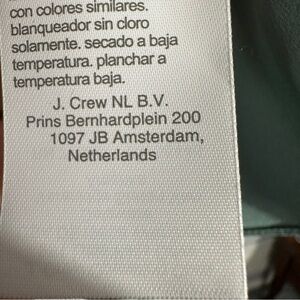 con colores similares.
blanqueador sin cloro
solamente. secado a baja
temperatura. planchar a
temperatura baja.
J. Crew NL B.V.
Prins Bernhardplein 200
1097 JB Amsterdam,
Netherlands